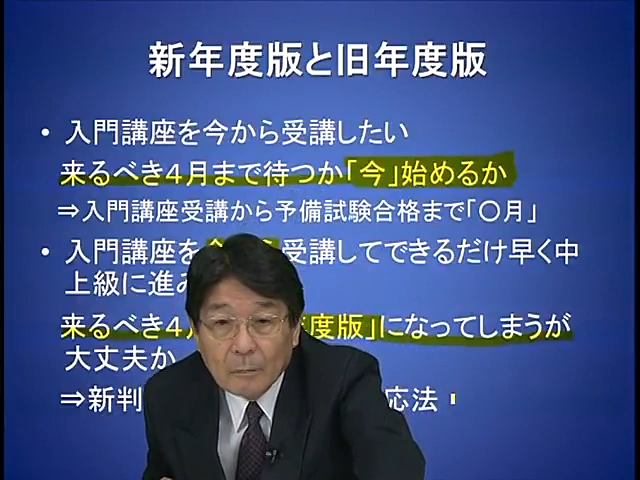 新年度版と旧年度版
• 入門講座を今から受講したい
来るべき4月まで待つか「今」始めるか
⇒入門講座受講から予備試験合格まで「〇月」
• 入門講座を 受講してできるだけ早く中
上級に進み
来るべき4月 年度版」になってしまうが
大丈夫か
⇒新判 応法